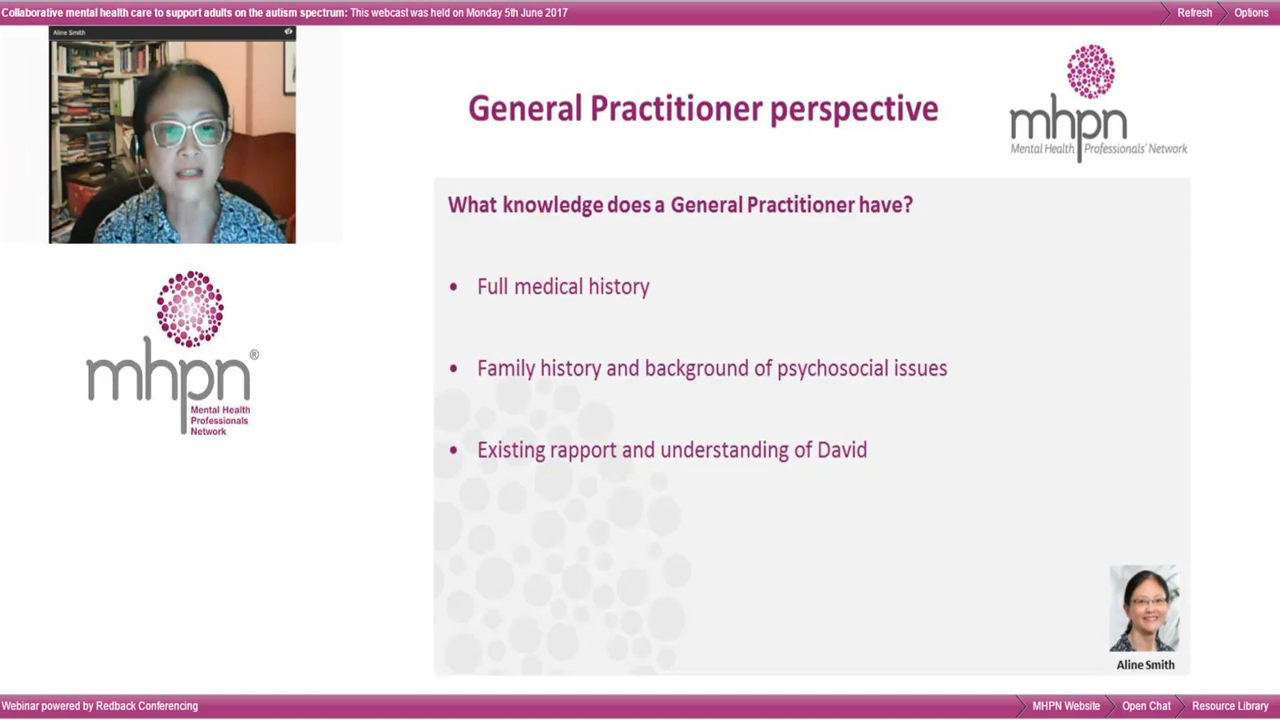 Collaborative mental health care to support adults on the autism spectrum: This webcast was held on Monday 5th June 2017
Refresh
Options
Aline Smith
General Practitioner perspective
mhpn
Mental Health Professionals' Network
What knowledge does a General Practitioner have?
• Full medical history
• Family history and background of psychosocial issues
• Existing rapport and understanding of David
mhpn®
Mental Health
Professionals
Network
Aline Smith
Webinar powered by Redback Conferencing
MHPN Website
Open Chat
Resource Library